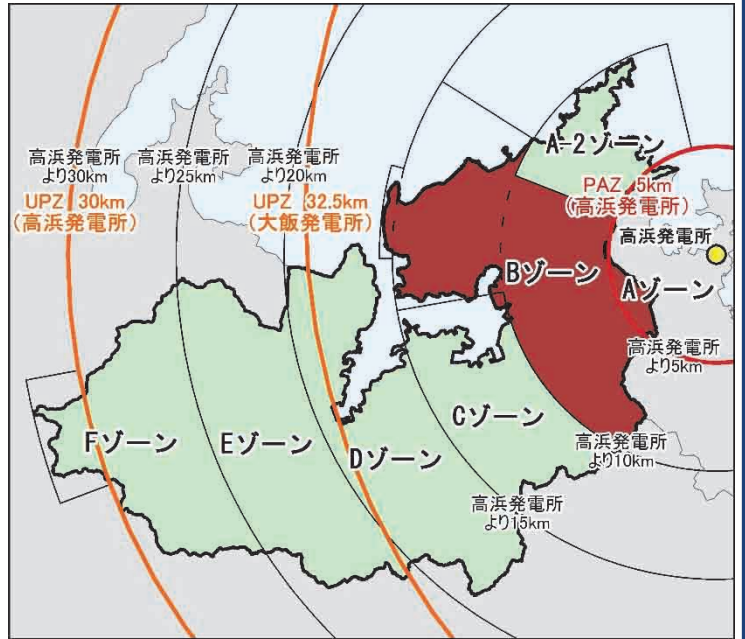 A-2ゾーン
高浜発電所
より30km
高浜発電所
より25km
高浜発電所
より20km
UPZ 30km
(高浜発電所)
UPZ 32.5km
(大飯発電所)
PAZ 5km
(高浜発電所)
高浜発電所
Bゾーン
Aゾーン
高浜発電所
より5km
Cゾーン
Fゾーン
Eゾーン
Dゾーン
高浜発電所
より10km
高浜発電所
より15km